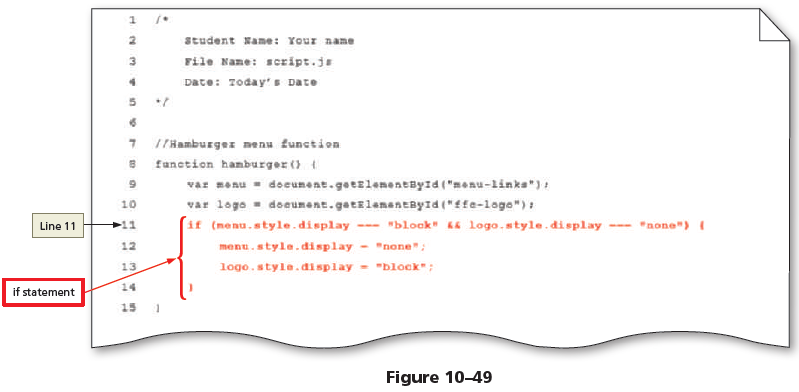 1 /*
2 Student Name: Your name
3 File Name: script.js
4 Date: Today's Date
5 */
6
7 //Hamburger menu function
8 function hamburger() {
9 var menu = document.getElementById("menu-links");
10 var logo = document.getElementById("ffc-logo");
Line 11
11 if (menu.style.display === "block" && logo.style.display === "none") {
12 menu.style.display = "none";
13 logo.style.display = "block";
if statement
14 }
15 }
Figure 10–49